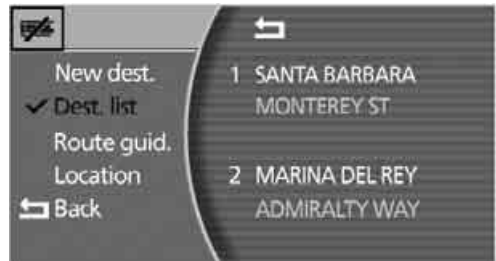 New dest.
Dest. list
Route guid.
Location
Back
1 SANTA BARBARA
MONTEREY ST
2 MARINA DEL REY
ADMIRALTY WAY